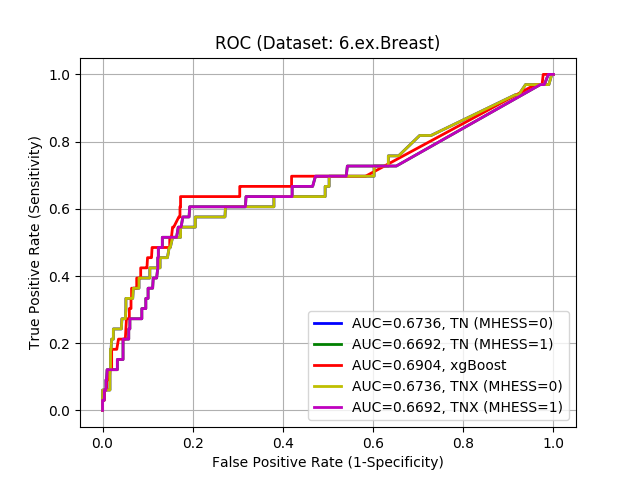 ROC (Dataset: 6.ex.Breast)
True Positive Rate (Sensitivity)
1.0
0.8
0.6
0.4
0.2
0.0
AUC=0.6736, TN (MHESS=0)
AUC=0.6692, TN (MHESS=1)
AUC=0.6904, xgBoost
AUC=0.6736, TNX (MHESS=0)
AUC=0.6692, TNX (MHESS=1)
0.0 0.2 0.4 0.6 0.8 1.0
False Positive Rate (1-Specificity)